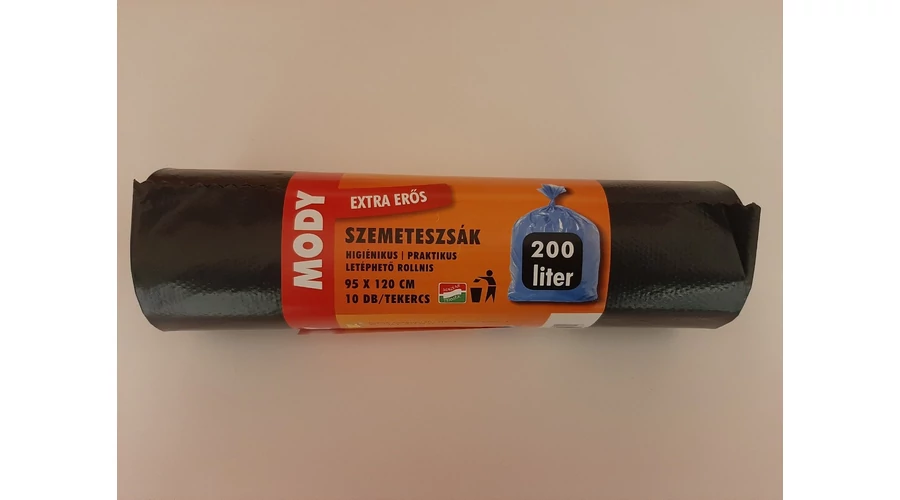 MODY
EXTRA ERŐS
SZEMETESZSÁK
HIGIÉNIKUS | PRAKTIKUS
LETÉPHETŐ ROLLNIS
95 X 120 CM
10 DB/TEKERCS
200
liter